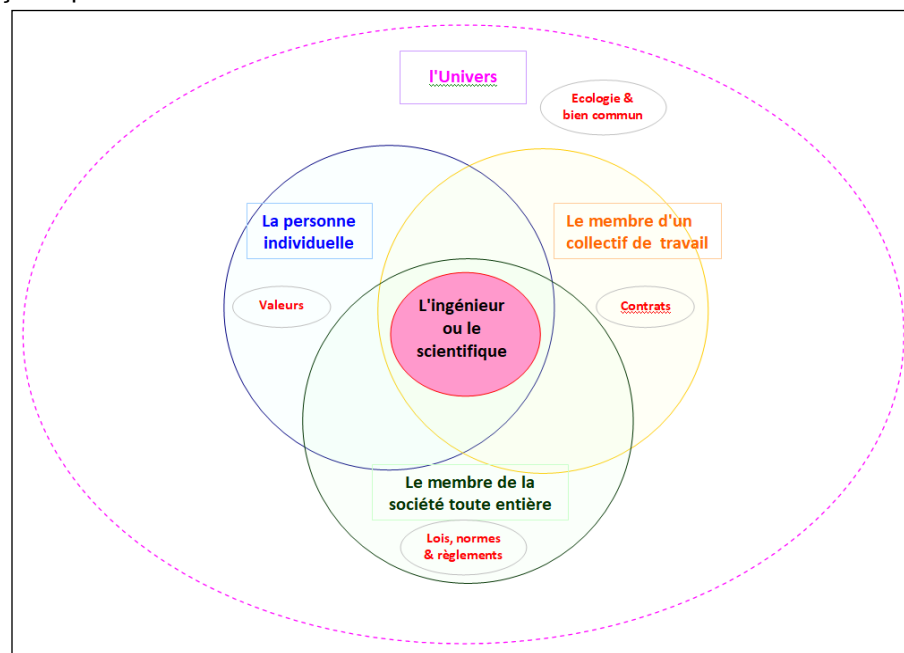 l'Univers
Ecologie &
bien commun
La personne
individuelle
Le membre d'un
collectif de travail
Valeurs
Contrats
L'ingénieur
ou le
scientifique
Le membre de la
société toute entière
Lois, normes
& règlements